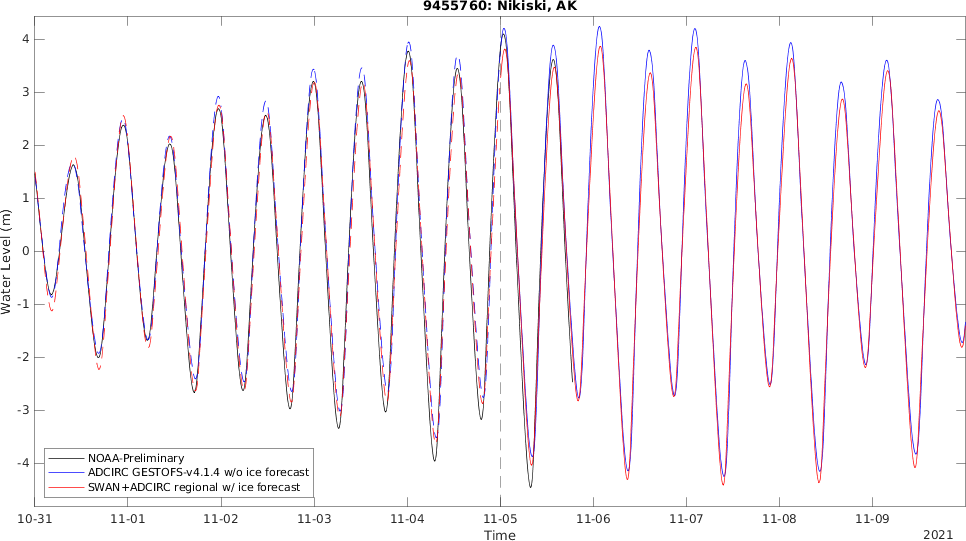 9455760: Nikiski, AK
4
3
2
1
0
-1
-2
-3
-4
Water Level (m)
NOAA-Preliminary
ADCIRC GESTOFS-v4.1.4 w/o ice forecast
SWAN+ADCIRC regional w/ ice forecast
10-31 11-01 11-02 11-03 11-04 11-05 11-06 11-07 11-08 11-09
Time
2021